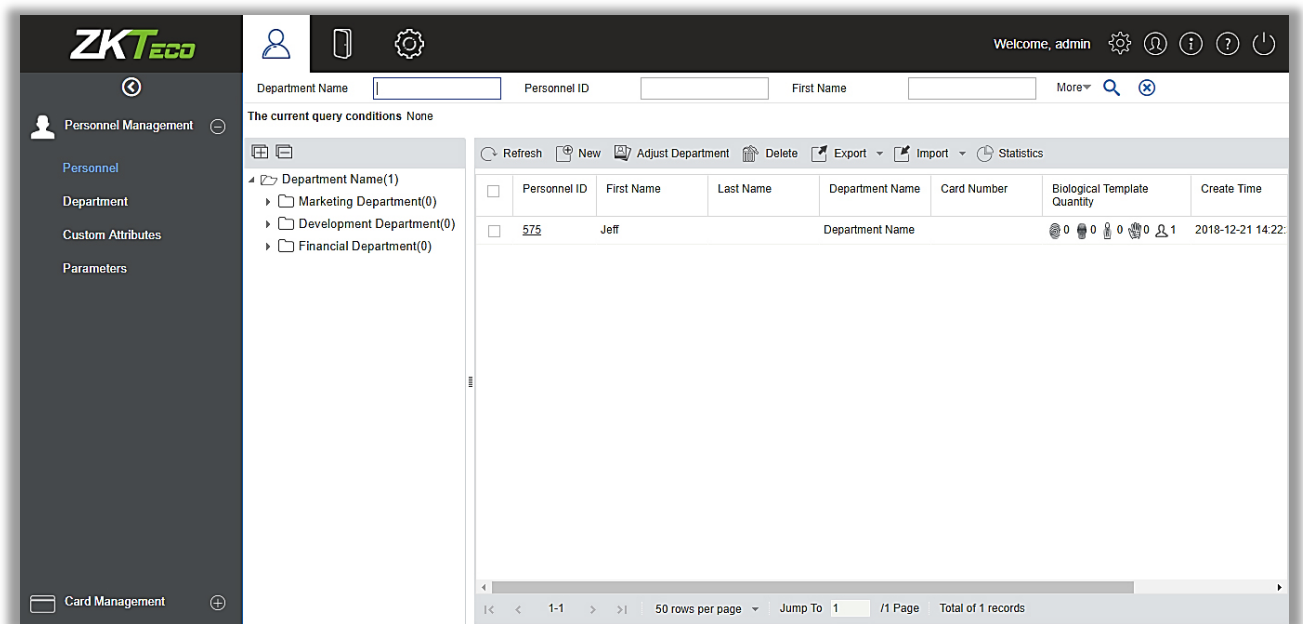 ZKTeco
Welcome, admin
Department Name Personnel ID First Name More
The current query conditions None
Personnel Management
Personnel
Department
Custom Attributes
Parameters
Card Management
Department Name(1)
Marketing Department(0)
Development Department(0)
Financial Department(0)
Refresh New Adjust Department Delete Export Import Statistics
Personnel ID First Name Last Name Department Name Card Number Biological Template Quantity Create Time
575 Jeff Department Name 0 0 0 0 1 2018-12-21 14:22:
|< < 1-1 > >| 50 rows per page Jump To 1 /1 Page Total of 1 records